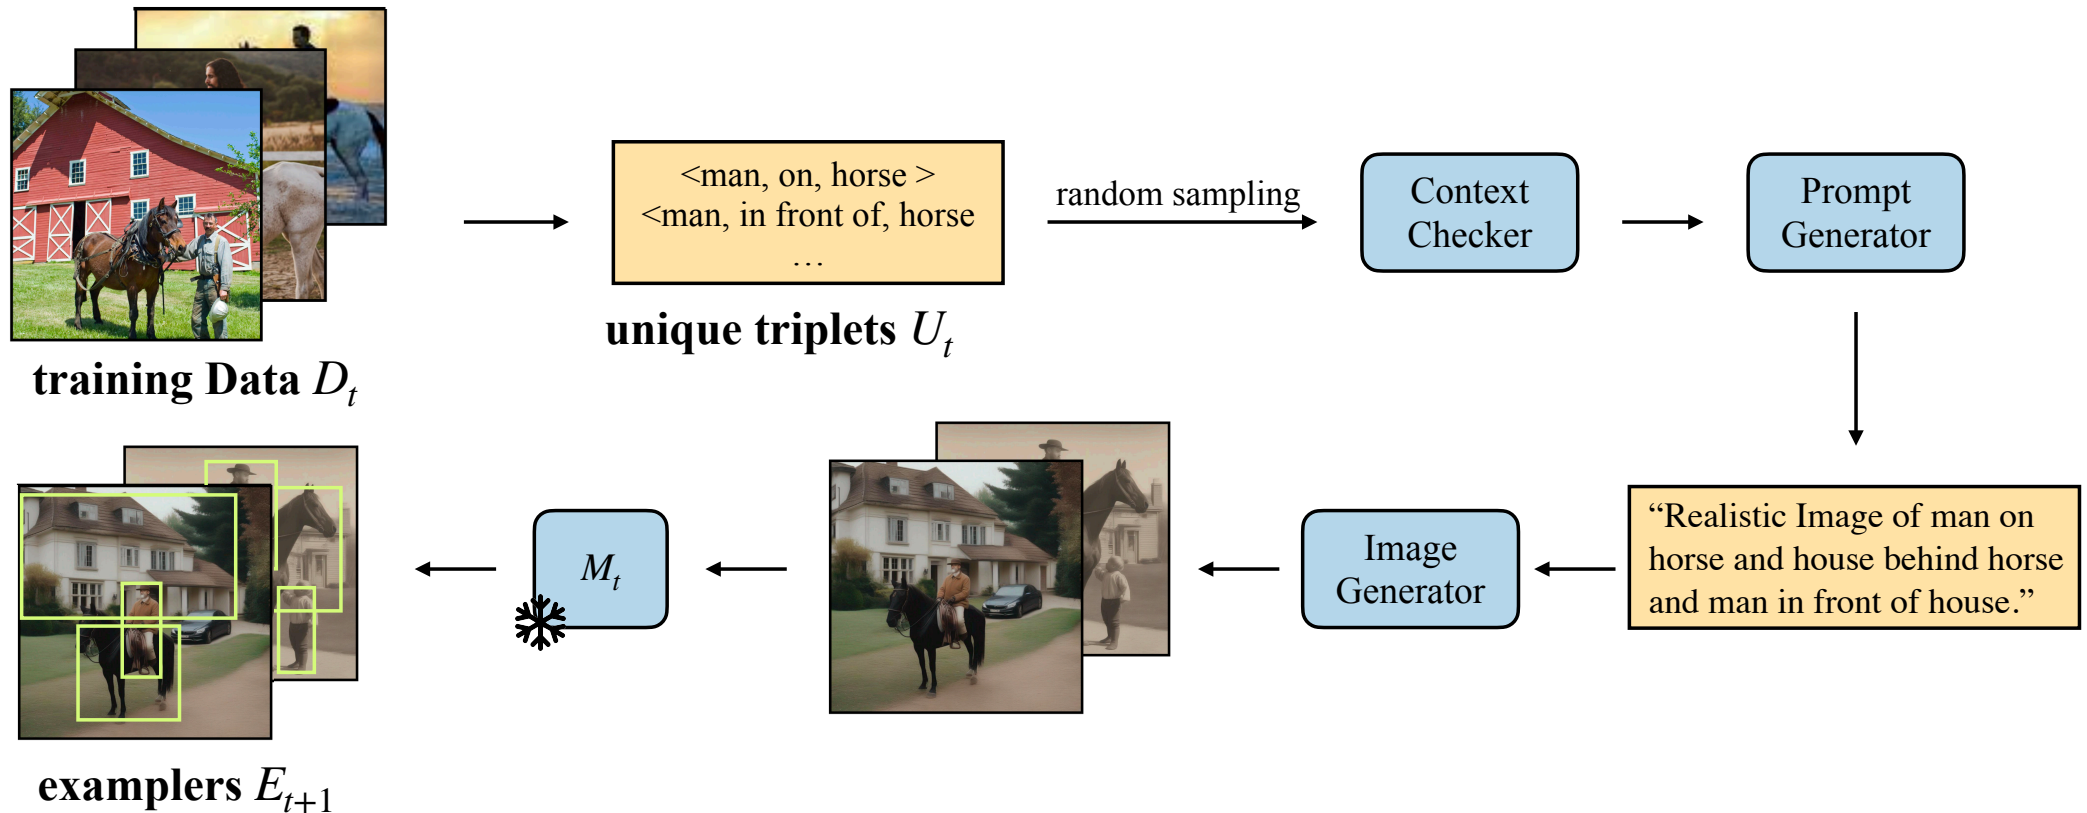 <man, on, horse >
<man, in front of, horse
…
unique triplets U_t
training Data D_t
random sampling
Context
Checker
Prompt
Generator
“Realistic Image of man on
horse and house behind horse
and man in front of house.”
Image
Generator
M_t
examplers E_{t+1}